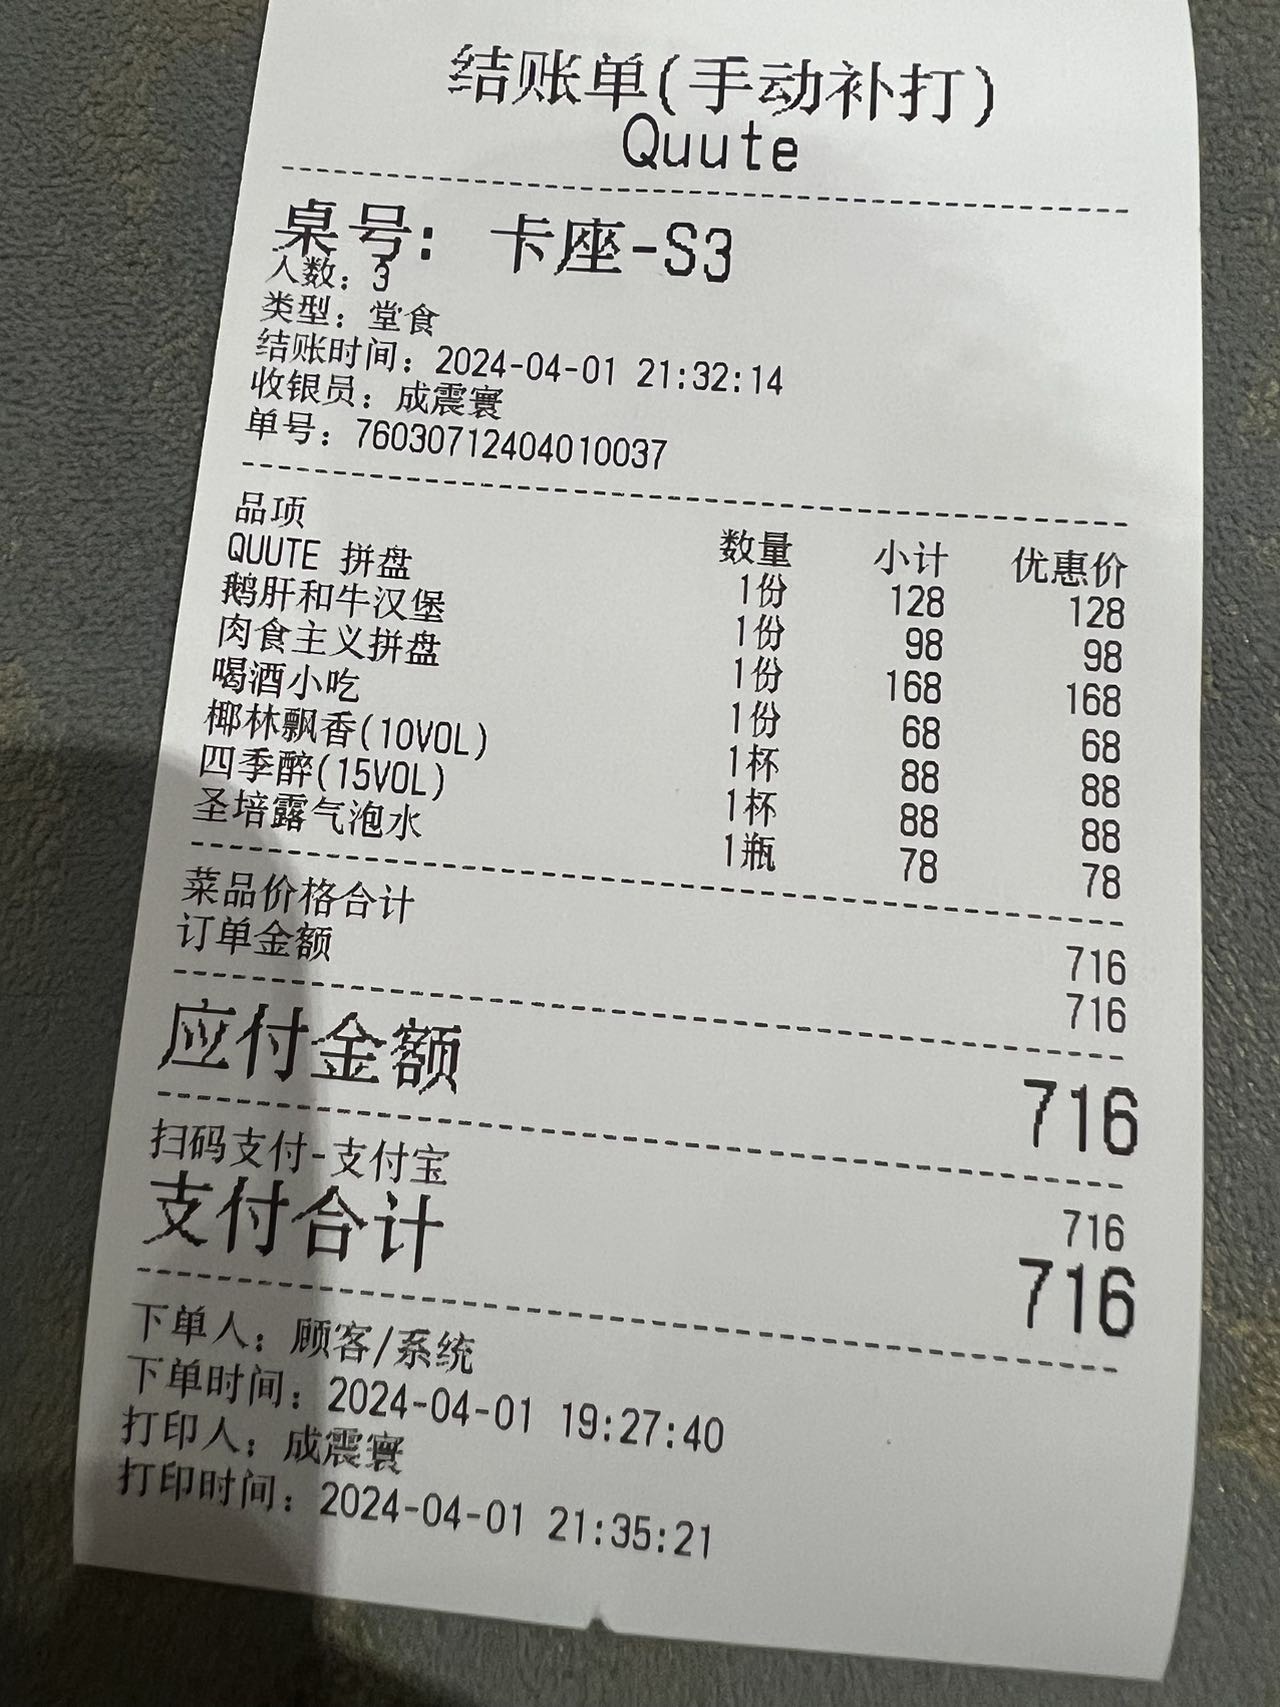 结账单(手动补打)
Quute
桌号: 卡座-S3
人数: 3
类型: 堂食
结账时间: 2024-04-01 21:32:14
收银员: 成震寰
单号: 76030712404010037
品项 数量 小计 优惠价
QUUTE 拼盘 1份 128 128
鹅肝和牛汉堡 1份 98 98
肉食主义拼盘 1份 168 168
喝酒小吃 1份 68 68
椰林飘香(10VOL) 1杯 88 88
四季醉(15VOL) 1杯 88 88
圣培露气泡水 1瓶 78 78
菜品价格合计 716
订单金额 716
应付金额 716
扫码支付-支付宝 716
支付合计 716
下单人: 顾客/系统
下单时间: 2024-04-01 19:27:40
打印人: 成震寰
打印时间: 2024-04-01 21:35:21